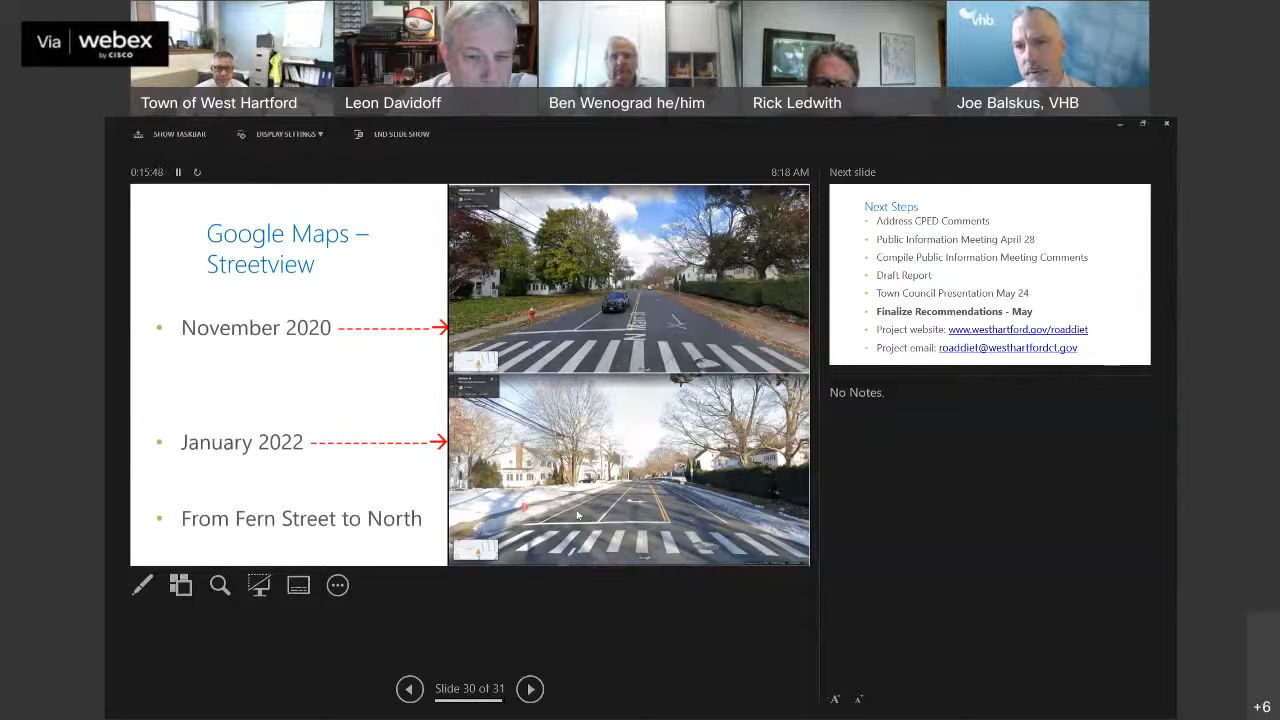 Via webex
by CISCO
vhb
Town of West Hartford
Leon Davidoff
Ben Wenograd he/him
Rick Ledwith
Joe Balskus, VHB
SHOW TASKBAR
DISPLAY SETTINGS ▾
END SLIDE SHOW
0:15:48
8:18 AM
Next slide
Google Maps –
Streetview
• November 2020
• January 2022
• From Fern Street to North
N Main
Google
Next Steps
• Address CPED Comments
• Public Information Meeting April 28
• Compile Public Information Meeting Comments
• Draft Report
• Town Council Presentation May 24
• Finalize Recommendations - May
• Project website: www.westhartford.gov/roaddiet
• Project email: roaddiet@westhartfordct.gov
No Notes.
Slide 30 of 31
A A
+6